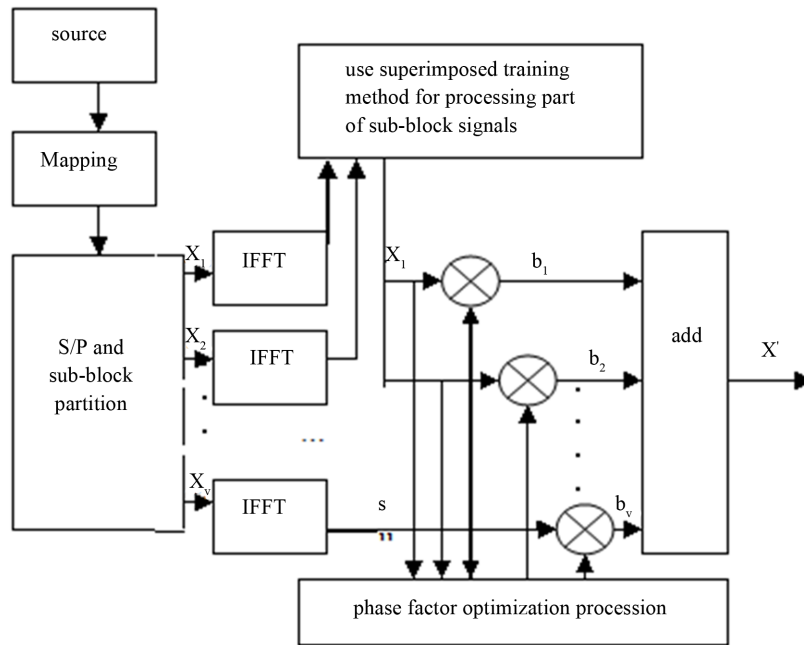 source
use superimposed training
method for processing part
of sub-block signals
Mapping
X₁
IFFT
X₁
b₁
S/P and
sub-block
partition
X₂
IFFT
b₂
add
X'
...
Xᵥ
IFFT
s
bᵥ
phase factor optimization procession